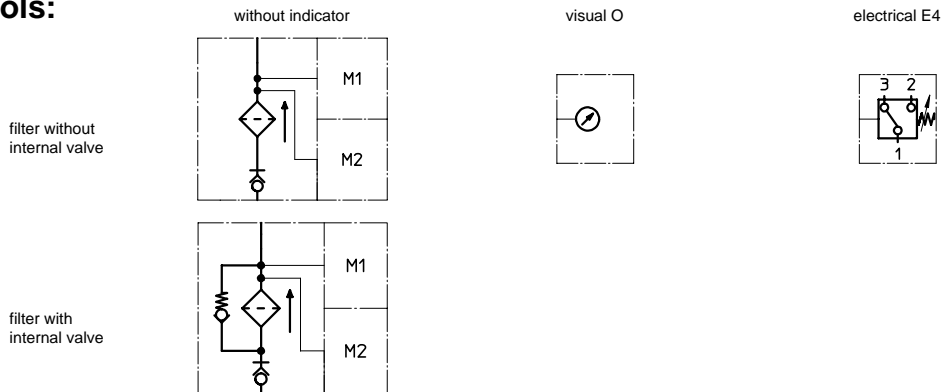 ols:
without indicator
visual O
electrical E4
filter without
internal valve
M1
M2
3 2
1
filter with
internal valve
M1
M2